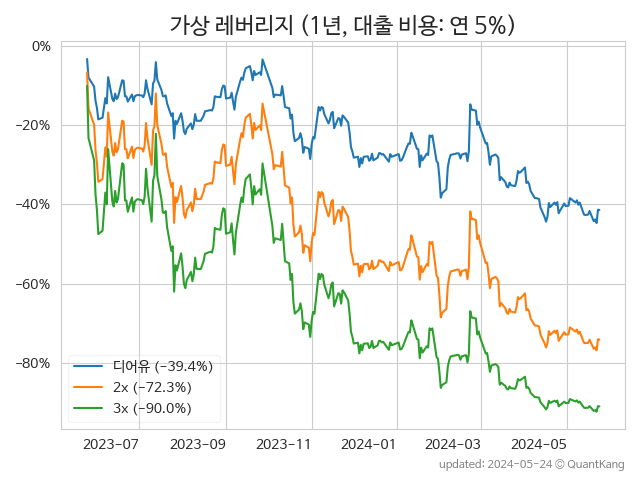 가상 레버리지 (1년, 대출 비용: 연 5%)
0%
−20%
−40%
−60%
−80%
디어유 (−39.4%)
2x (−72.3%)
3x (−90.0%)
2023−07 2023−09 2023−11 2024−01 2024−03 2024−05
updated: 2024−05−24 © QuantKang